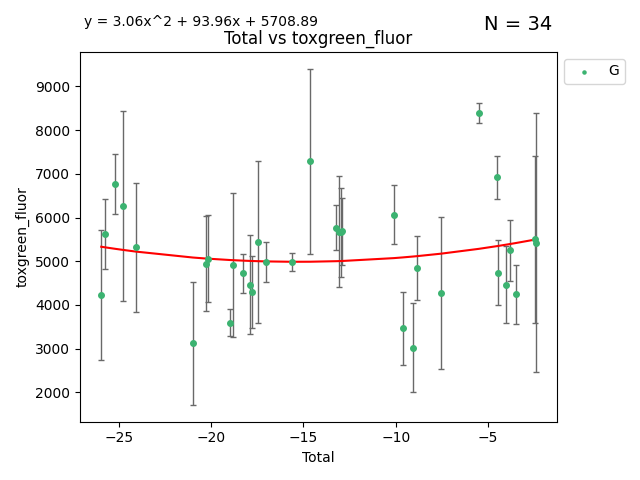 y = 3.06x^2 + 93.96x + 5708.89
N = 34
Total vs toxgreen_fluor
G
9000
8000
7000
6000
5000
4000
3000
2000
toxgreen_fluor
−25
−20
−15
−10
−5
Total